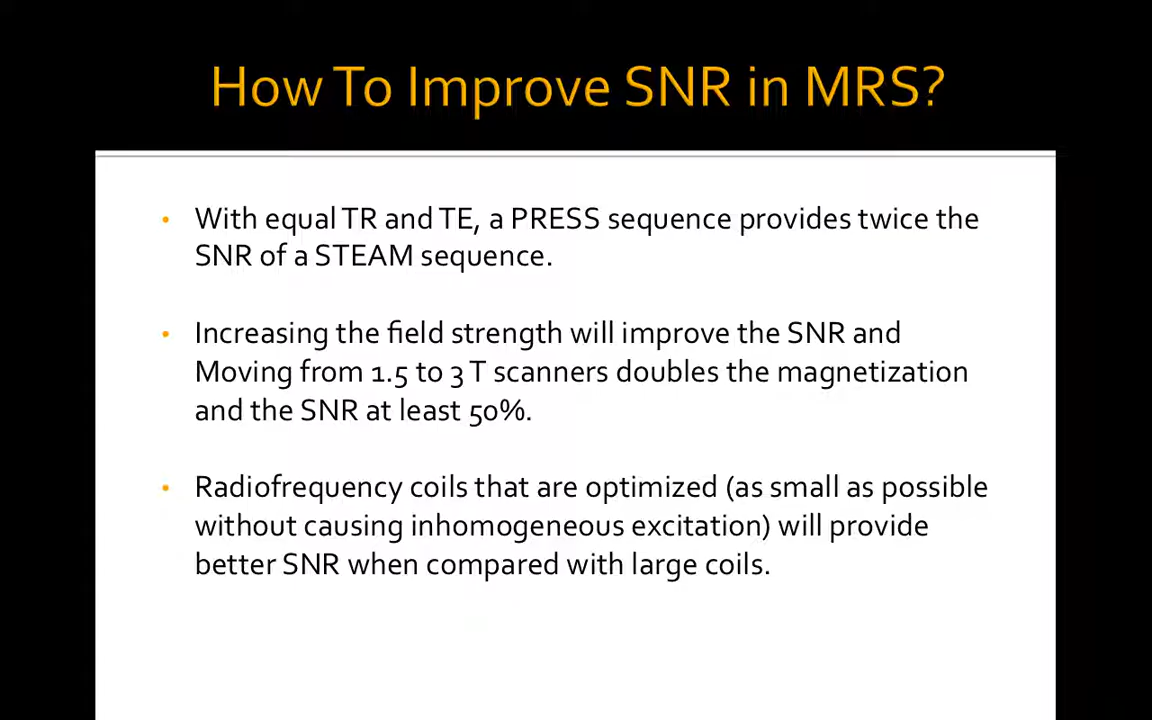 How To Improve SNR in MRS?
• With equal TR and TE, a PRESS sequence provides twice the
SNR of a STEAM sequence.
• Increasing the field strength will improve the SNR and
Moving from 1.5 to 3 T scanners doubles the magnetization
and the SNR at least 50%.
• Radiofrequency coils that are optimized (as small as possible
without causing inhomogeneous excitation) will provide
better SNR when compared with large coils.